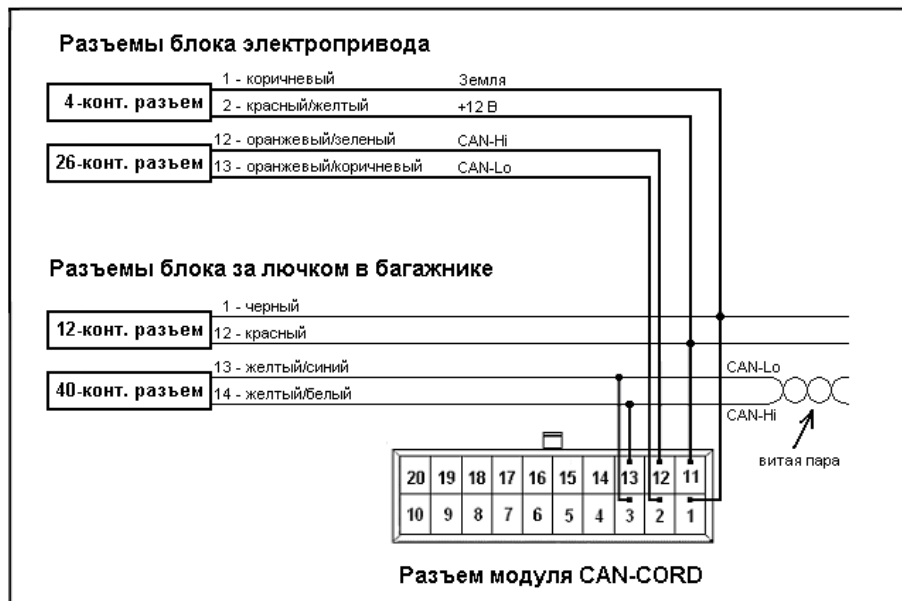 Разъемы блока электропривода
1 - коричневый Земля
4-конт. разъем
2 - красный/желтый +12 В
12 - оранжевый/зеленый CAN-Hi
26-конт. разъем
13 - оранжевый/коричневый CAN-Lo
Разъемы блока за лючком в багажнике
1 - черный
12-конт. разъем
12 - красный
13 - желтый/синий CAN-Lo
40-конт. разъем
14 - желтый/белый
CAN-Hi
витая пара
20 19 18 17 16 15 14 13 12 11
10 9 8 7 6 5 4 3 2 1
Разъем модуля CAN-CORD